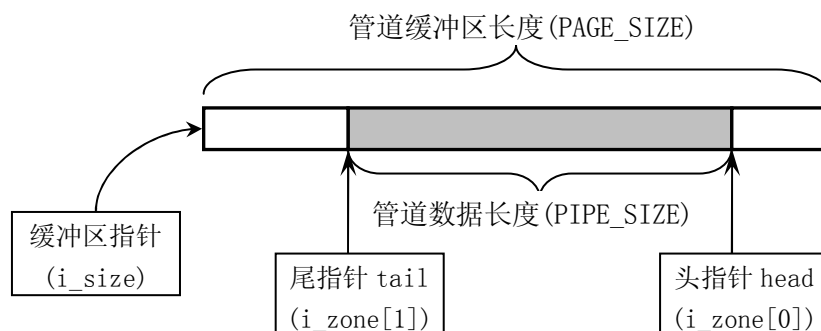 管道缓冲区长度(PAGE_SIZE)
管道数据长度(PIPE_SIZE)
缓冲区指针
(i_size)
尾指针 tail
(i_zone[1])
头指针 head
(i_zone[0])